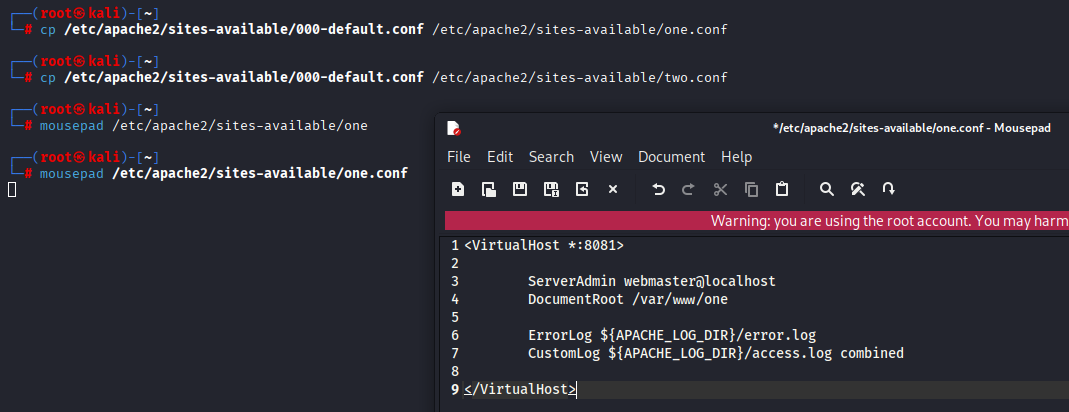 ┌──(root㉿kali)-[~]
└─# cp /etc/apache2/sites-available/000-default.conf /etc/apache2/sites-available/one.conf
┌──(root㉿kali)-[~]
└─# cp /etc/apache2/sites-available/000-default.conf /etc/apache2/sites-available/two.conf
┌──(root㉿kali)-[~]
└─# mousepad /etc/apache2/sites-available/one
┌──(root㉿kali)-[~]
└─# mousepad /etc/apache2/sites-available/one.conf
*/etc/apache2/sites-available/one.conf - Mousepad
File Edit Search View Document Help
Warning: you are using the root account. You may harm
1 <VirtualHost *:8081>
2
3 ServerAdmin webmaster@localhost
4 DocumentRoot /var/www/one
5
6 ErrorLog ${APACHE_LOG_DIR}/error.log
7 CustomLog ${APACHE_LOG_DIR}/access.log combined
8
9 </VirtualHost>